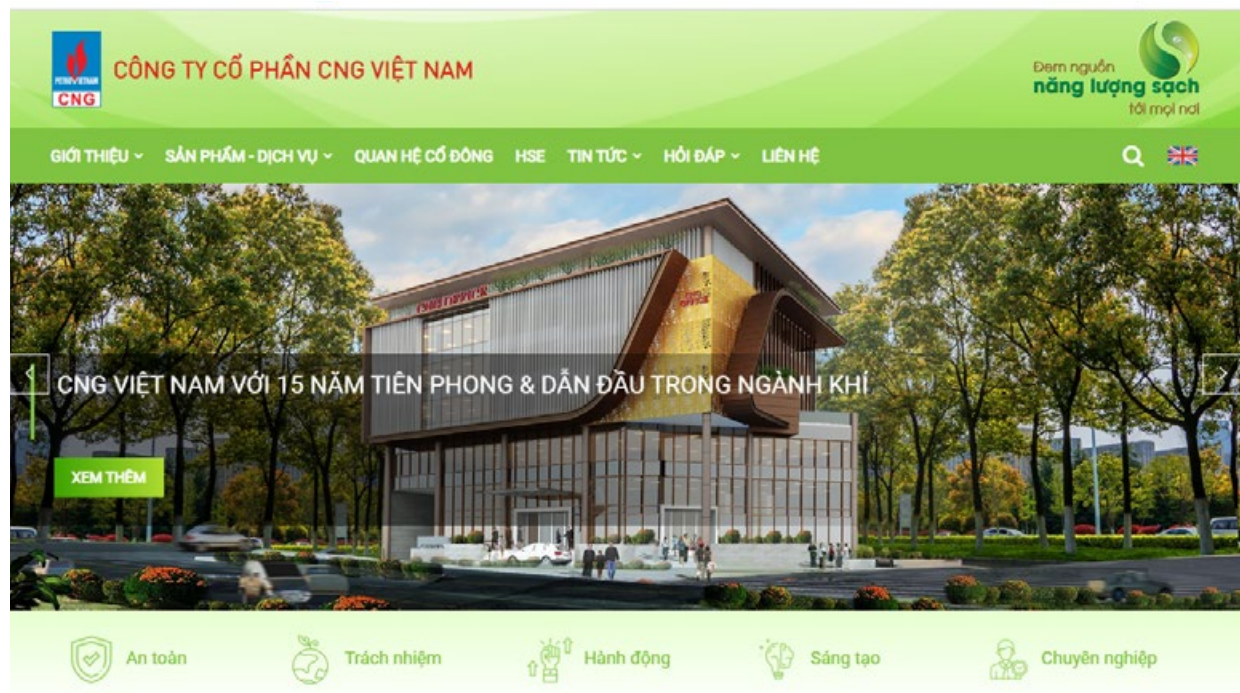 PETROVIETNAM
CNG
CÔNG TY CỔ PHẦN CNG VIỆT NAM
Đem nguồn
năng lượng sạch
tới mọi nơi
GIỚI THIỆU
SẢN PHẨM - DỊCH VỤ
QUAN HỆ CỔ ĐÔNG
HSE
TIN TỨC
HỎI ĐÁP
LIÊN HỆ
CNG VIỆT NAM VỚI 15 NĂM TIÊN PHONG & DẪN ĐẦU TRONG NGÀNH KHÍ
XEM THÊM
An toàn
Trách nhiệm
Hành động
Sáng tạo
Chuyên nghiệp